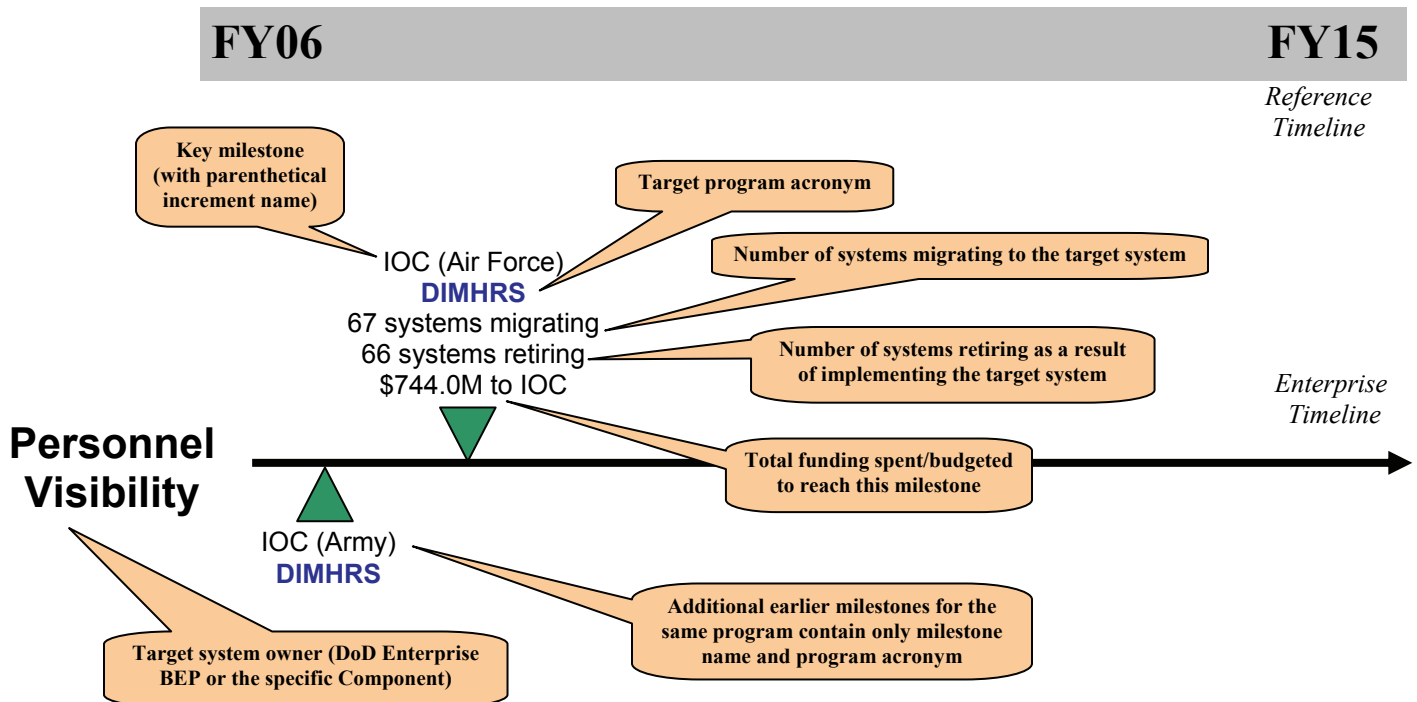 FY06
FY15
Reference
Timeline
Key milestone
(with parenthetical
increment name)
Target program acronym
IOC (Air Force)
DIMHRS
67 systems migrating
66 systems retiring
$744.0M to IOC
Number of systems migrating to the target system
Number of systems retiring as a result
of implementing the target system
Enterprise
Timeline
Personnel
Visibility
Total funding spent/budgeted
to reach this milestone
IOC (Army)
DIMHRS
Additional earlier milestones for the
same program contain only milestone
name and program acronym
Target system owner (DoD Enterprise
BEP or the specific Component)